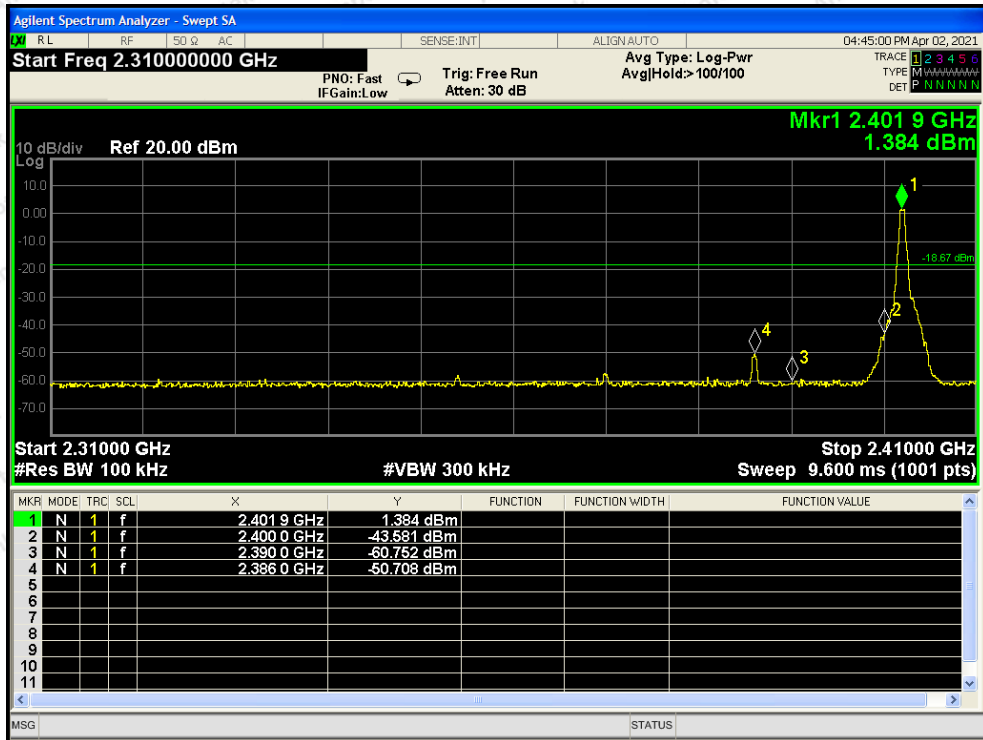 Agilent Spectrum Analyzer - Swept SA
LXI RL RF 50 Ω AC SENSE:INT ALIGN AUTO 04:45:00 PM Apr 02, 2021
Start Freq 2.310000000 GHz
PNO: Fast
IFGain:Low
Trig: Free Run
Atten: 30 dB
Avg Type: Log-Pwr
Avg|Hold:>100/100
TRACE 1 2 3 4 5 6
TYPE M
DET P N N N N N
Mkr1 2.401 9 GHz
1.384 dBm
10 dB/div Ref 20.00 dBm
Log
10.0
0.00
-10.0
-20.0
-30.0
-40.0
-50.0
-60.0
-70.0
1
-18.67 dBm
2
4
3
Start 2.31000 GHz Stop 2.41000 GHz
#Res BW 100 kHz #VBW 300 kHz Sweep 9.600 ms (1001 pts)
MKR MODE TRC SCL X Y FUNCTION FUNCTION WIDTH FUNCTION VALUE
1 N 1 f 2.401 9 GHz 1.384 dBm
2 N 1 f 2.400 0 GHz -43.581 dBm
3 N 1 f 2.390 0 GHz -60.752 dBm
4 N 1 f 2.386 0 GHz -50.708 dBm
5
6
7
8
9
10
11
MSG STATUS